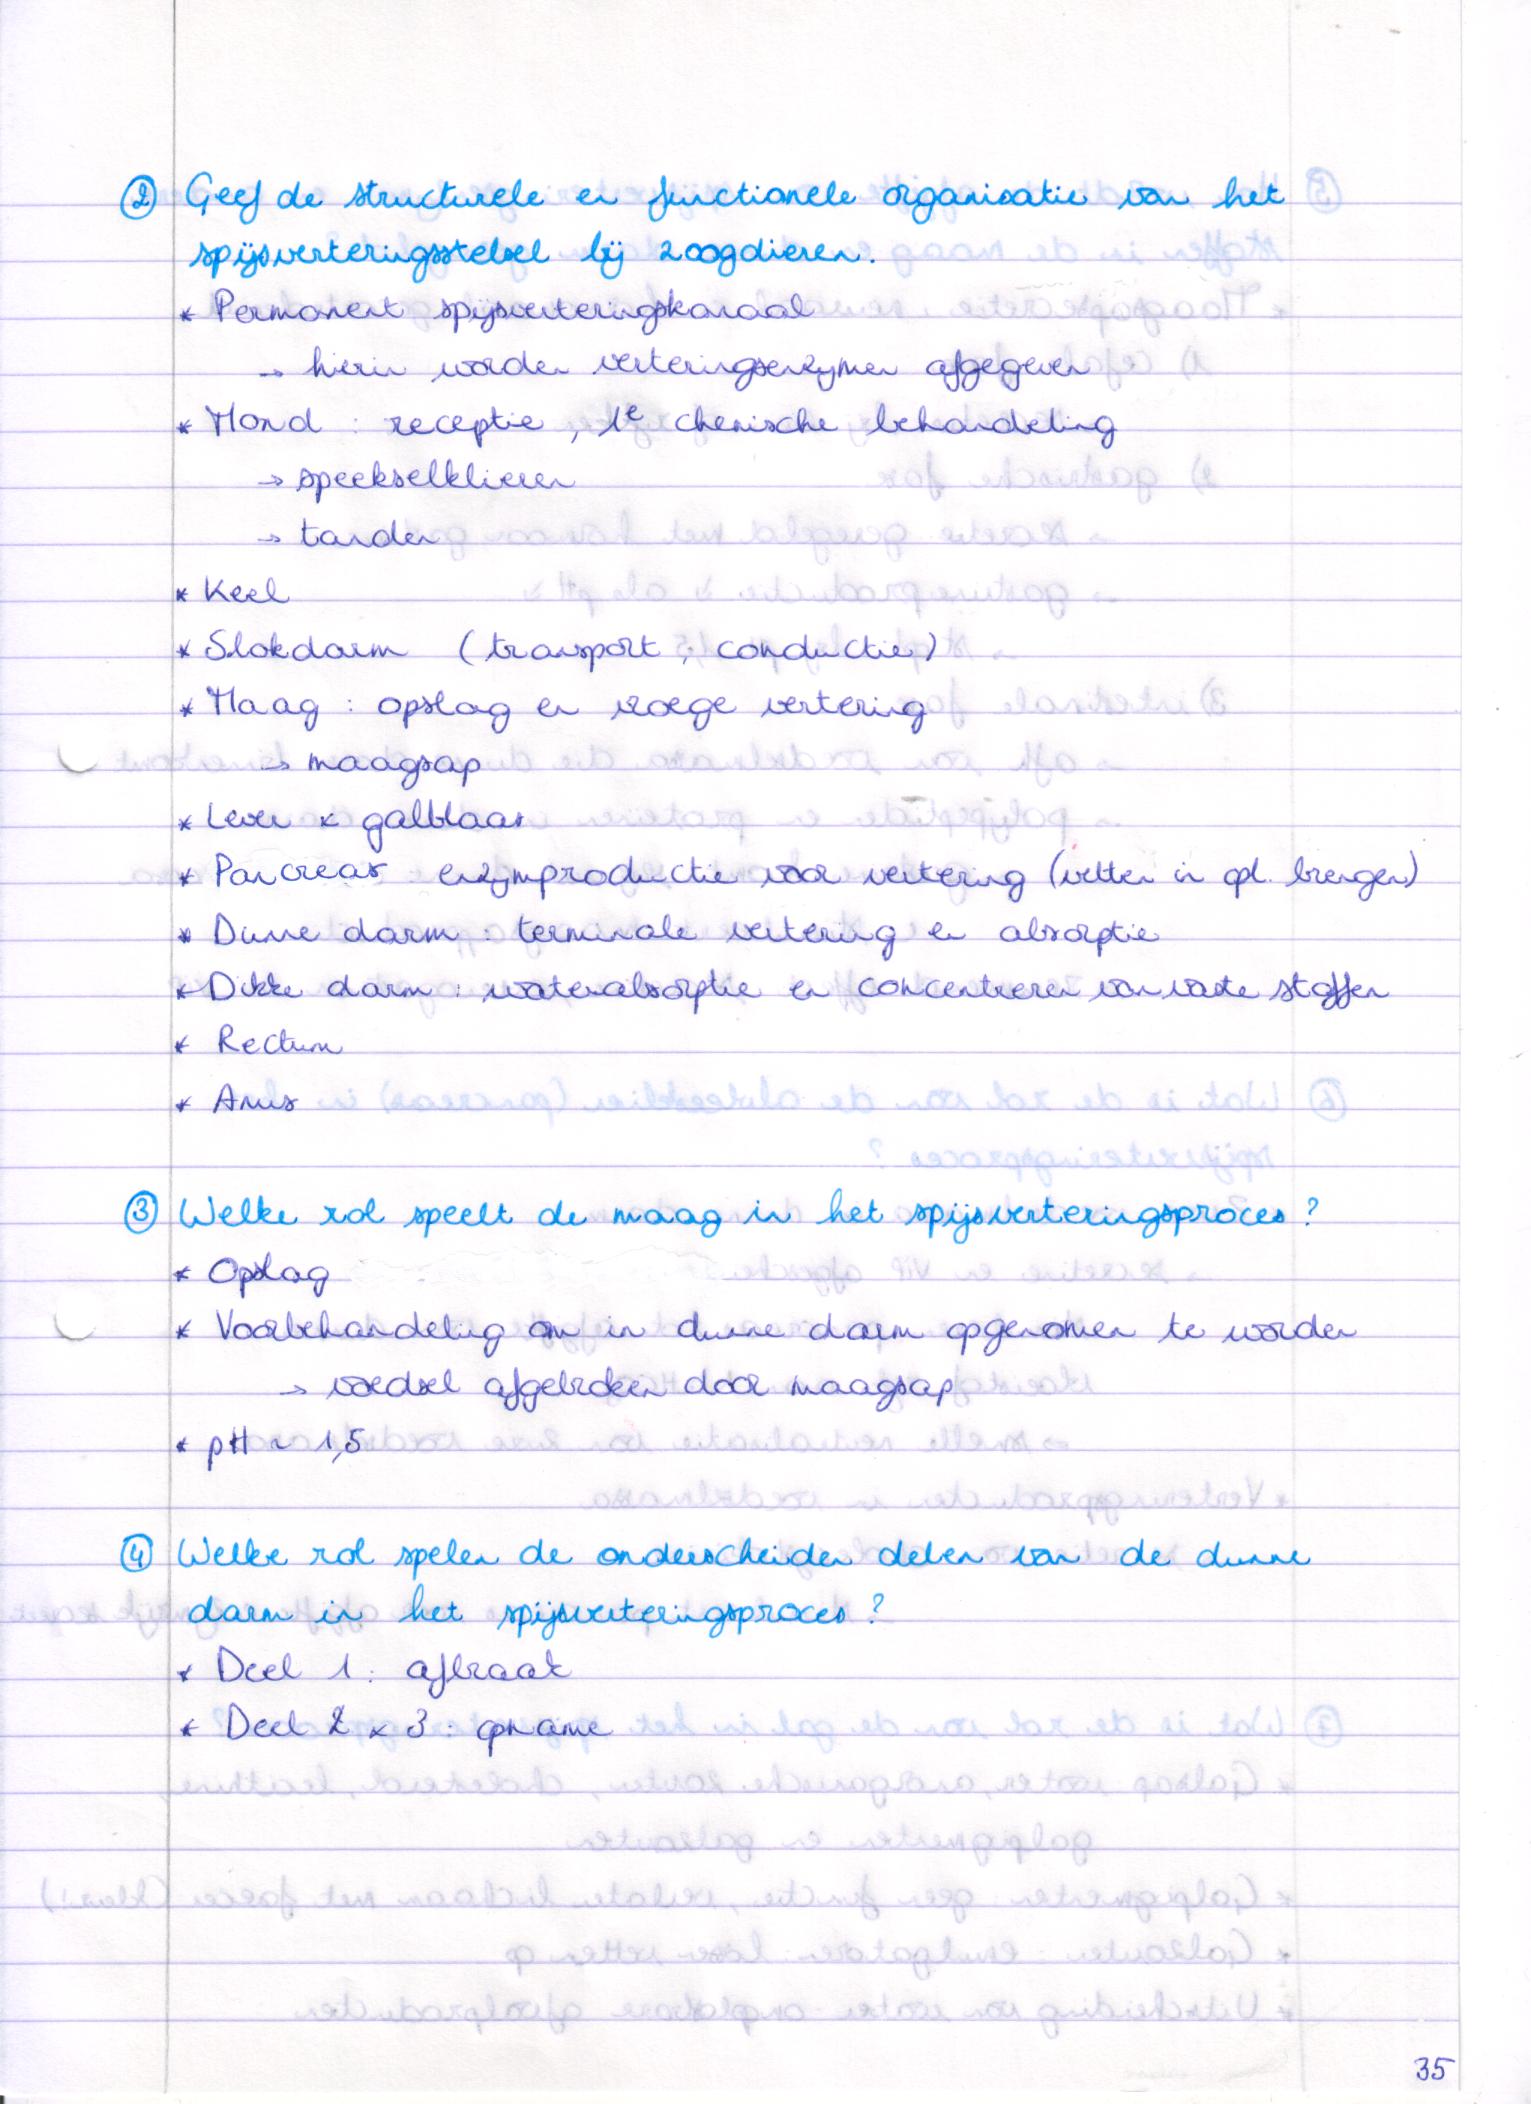 ② Geef de structurele en functionele organisatie van het
spijsverteringsstelsel bij zoogdieren.
* Permanent spijsverteringskanaal
→ hierin worden verteringsenzymen afgegeven
* Mond : receptie, 1e chemische behandeling
→ speekselklieren
→ tanden
* Keel
* Slokdarm (transport, conductie)
* Maag : opslag en vroege vertering
→ maagsap
* Lever & galblaas
* Pancreas : enzymproductie voor vertering (vetten in opl. brengen)
* Dunne darm : terminale vertering en absorptie
* Dikke darm : waterabsorptie en concentreren van vaste stoffen
* Rectum
* Anus
③ Welke rol speelt de maag in het spijsverteringsproces ?
* Opslag
* Voorbehandeling om in dunne darm opgenomen te worden
→ voedsel afgebroken door maagsap
* pH ~ 1,5
④ Welke rol spelen de onderscheiden delen van de dunne
darm in het spijsverteringsproces ?
* Deel 1 : afbraak
* Deel 2 & 3 : opname
35